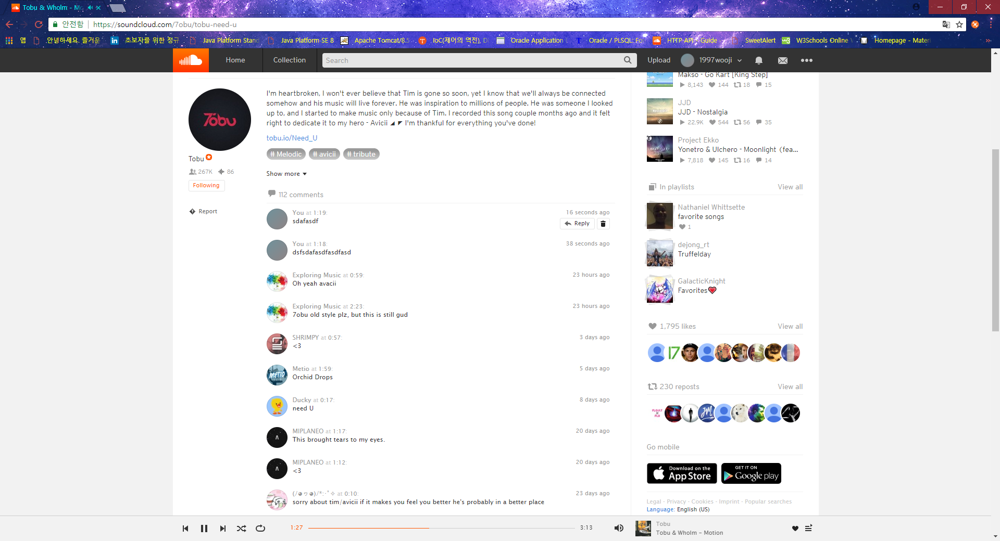 Tobu & Wholm - Mo
안전함
https://soundcloud.com/7obu/tobu-need-u
앱
안녕하세요. 즐거운
초보자를 위한 정규
Java Platform Stand
Java Platform SE 8
Apache Tomcat/8.5
IoC(제어의 역전), D
Oracle Application
Oracle / PLSQL: Fo
HTTP API - Guide -
SweetAlert
W3Schools Online
Homepage - Materi
Home
Collection
Search
Upload
1997wooji
I'm heartbroken, I won't ever believe that Tim is gone so soon, yet I know that we'll always be connected
somehow and his music will live forever. He was inspiration to millions of people. He was someone I looked
up to, and I started to make music only because of Tim. I recorded this song couple months ago and it felt
right to dedicate it to my hero - Avicii ◢ ◤ I'm thankful for everything you've done!
tobu.io/Need_U
# Melodic
# avicii
# tribute
Show more
7obu
Tobu
267K
86
Following
Report
112 comments
You at 1:19:
16 seconds ago
sdafasdf
Reply
You at 1:18:
38 seconds ago
dsfsdafasdfasdfasd
Exploring Music at 0:59:
23 hours ago
Oh yeah avacii
Exploring Music at 2:23:
23 hours ago
7obu old style plz, but this is still gud
SHRIMPY at 0:57:
3 days ago
<3
METIO
Metio at 1:59:
5 days ago
Orchid Drops
Ducky at 0:17:
8 days ago
need U
MIPLANEO at 1:17:
20 days ago
This brought tears to my eyes.
MIPLANEO at 1:12:
20 days ago
<3
(/◕ヮ◕)/*:･ﾟ✧ at 0:10:
23 days ago
sorry about tim/avicii if it makes you feel you better he's probably in a better place
Makso - Go Kart [King Step]
8,143
144
18
15
JJD
JJD - Nostalgia
22.9K
544
56
35
Project Ekko
Yonetro & Ulchero - Moonlight (fea...
7,818
145
16
14
In playlists
View all
Nathaniel Whittsette
favorite songs
1
dejong_rt
Truffelday
GalacticKnight
Favorites❤
1,795 likes
View all
17
230 reposts
View all
FLOAT
N
FLY
JM
Go mobile
Download on the
App Store
GET IT ON
Google play
Legal - Privacy - Cookies - Imprint - Popular searches
Language: English (US)
1:27
3:13
Tobu
Tobu & Wholm - Motion